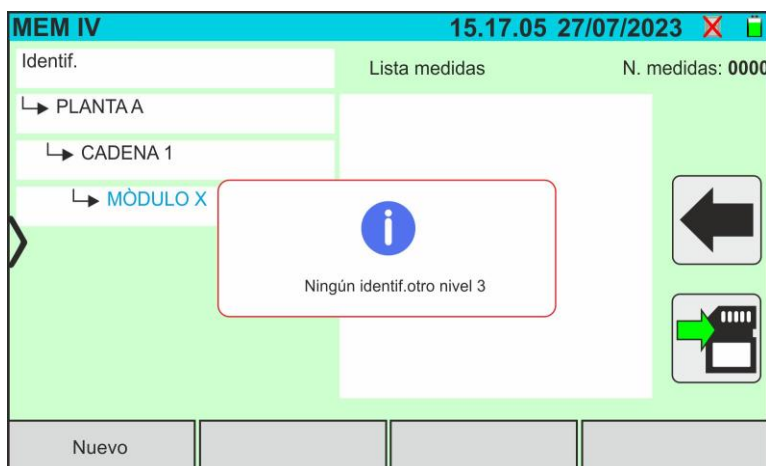 MEM IV 15.17.05 27/07/2023
Identif.
Lista medidas N. medidas: 0000
PLANTA A
CADENA 1
MÒDULO X
i
Ningún identif.otro nivel 3
Nuevo